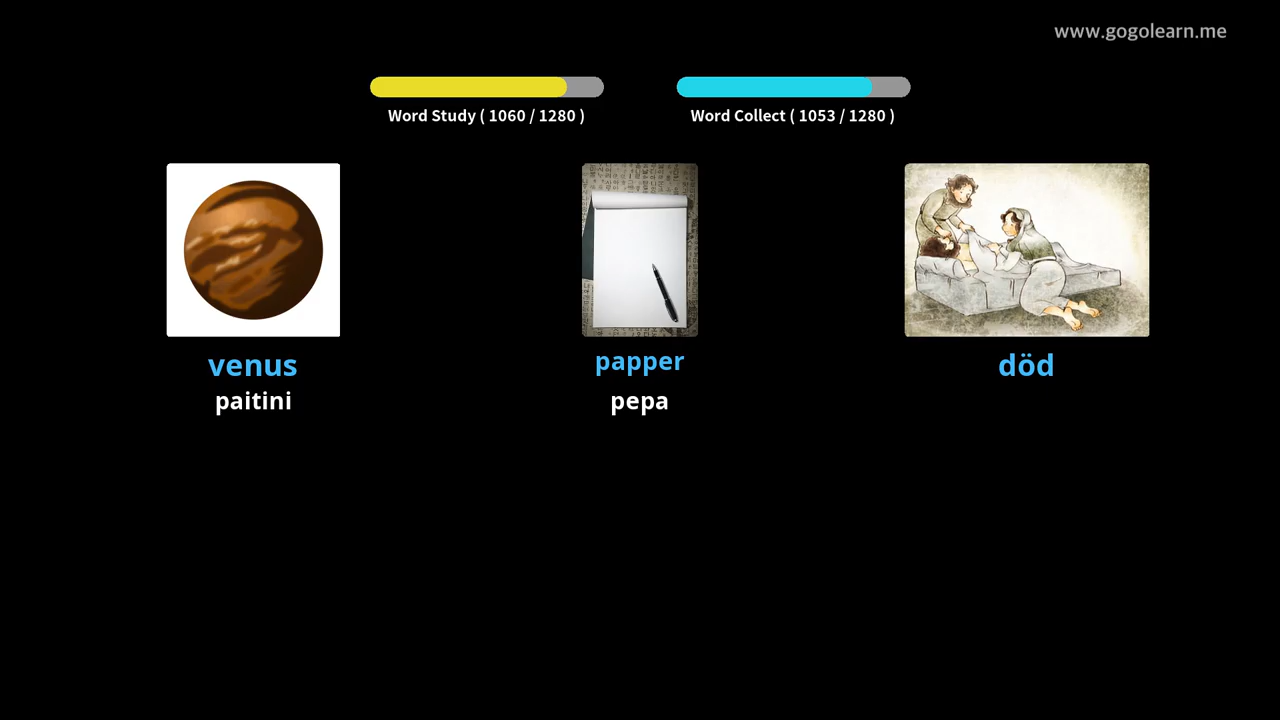 www.gogolearn.me
Word Study ( 1060 / 1280 )
Word Collect ( 1053 / 1280 )
venus
paitini
papper
pepa
död